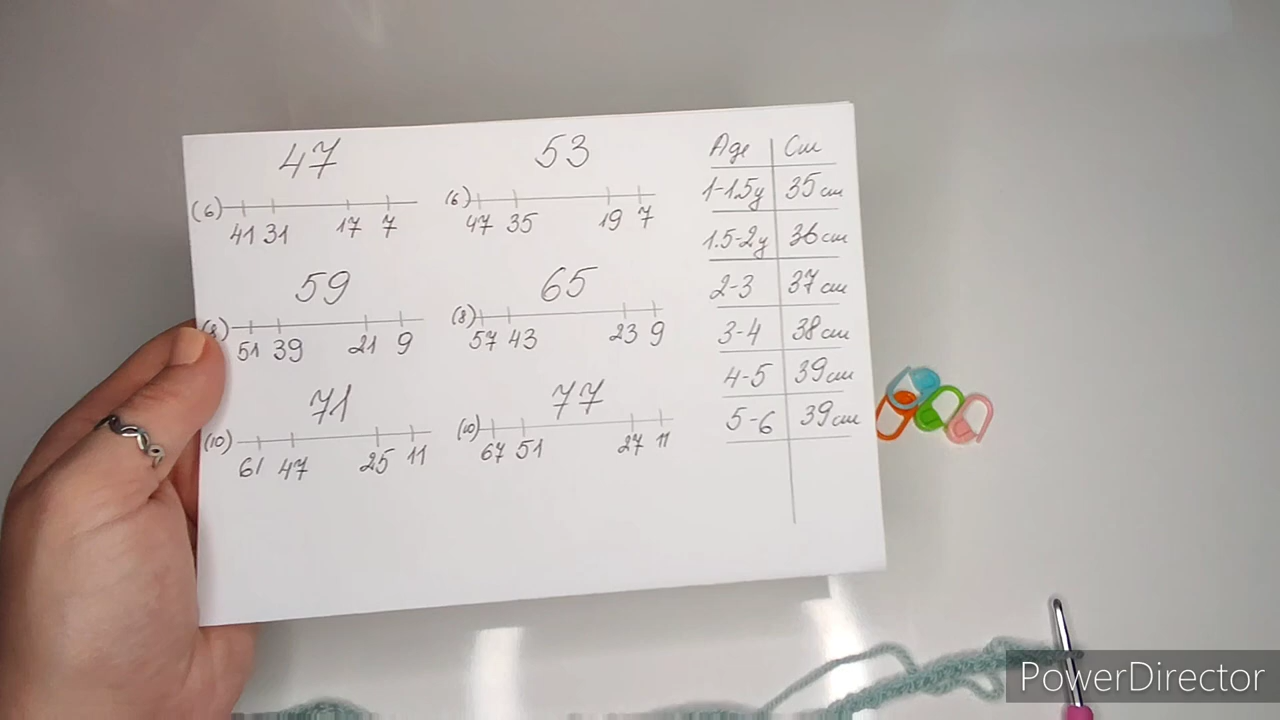 47
(6) 41 31 17 7
53
(6) 47 35 19 7
59
(8) 51 39 21 9
65
(8) 57 43 23 9
71
(10) 61 47 25 11
77
(10) 67 51 27 11
Age Cm
1-1.5y 35 cm
1.5-2y 36 cm
2-3 37 cm
3-4 38 cm
4-5 39 cm
5-6 39 cm
PowerDirector